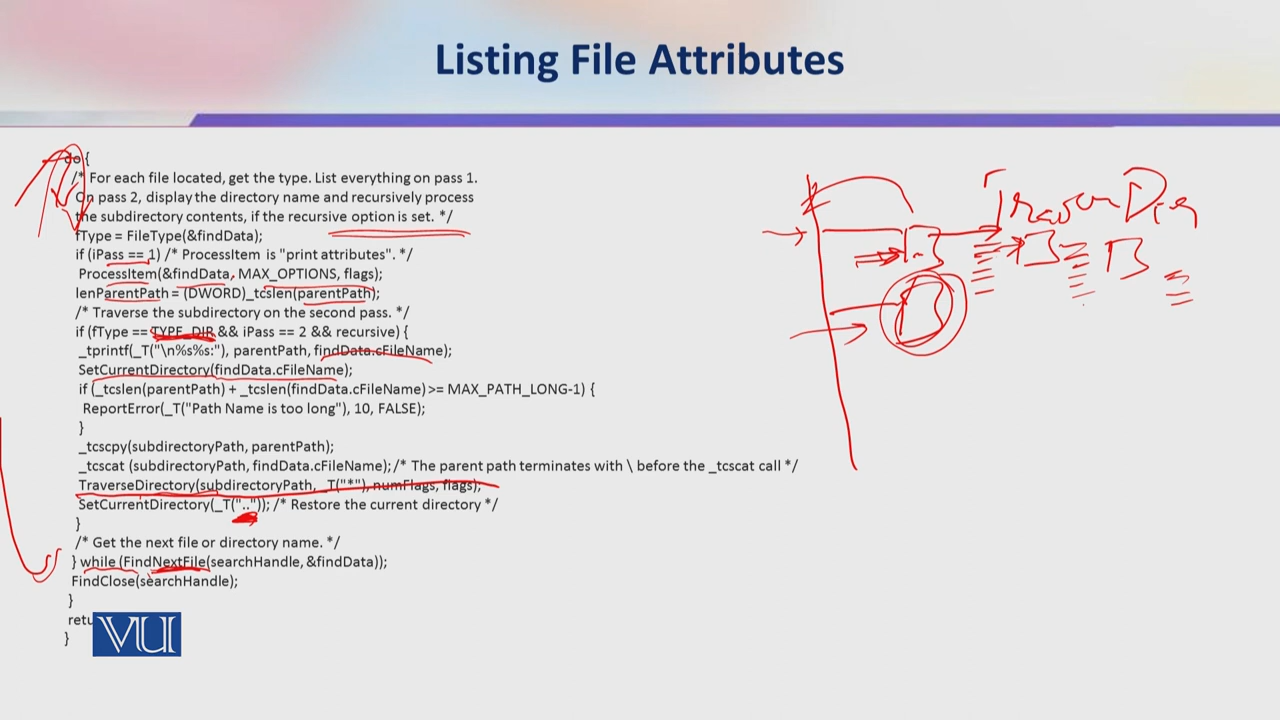 Listing File Attributes
do {
/* For each file located, get the type. List everything on pass 1.
On pass 2, display the directory name and recursively process
the subdirectory contents, if the recursive option is set. */
fType = FileType(&findData);
if (iPass == 1) /* ProcessItem is "print attributes". */
ProcessItem(&findData, MAX_OPTIONS, flags);
lenParentPath = (DWORD)_tcslen(parentPath);
/* Traverse the subdirectory on the second pass. */
if (fType == TYPE_DIR && iPass == 2 && recursive) {
_tprintf(_T("\n%s%s:"), parentPath, findData.cFileName);
SetCurrentDirectory(findData.cFileName);
if (_tcslen(parentPath) + _tcslen(findData.cFileName) >= MAX_PATH_LONG-1) {
ReportError(_T("Path Name is too long"), 10, FALSE);
}
_tcscpy(subdirectoryPath, parentPath);
_tcscat (subdirectoryPath, findData.cFileName); /* The parent path terminates with \ before the _tcscat call */
TraverseDirectory(subdirectoryPath, _T("*"), numFlags, flags);
SetCurrentDirectory(_T("..")); /* Restore the current directory */
}
/* Get the next file or directory name. */
} while (FindNextFile(searchHandle, &findData));
FindClose(searchHandle);
}
retu
}
VU